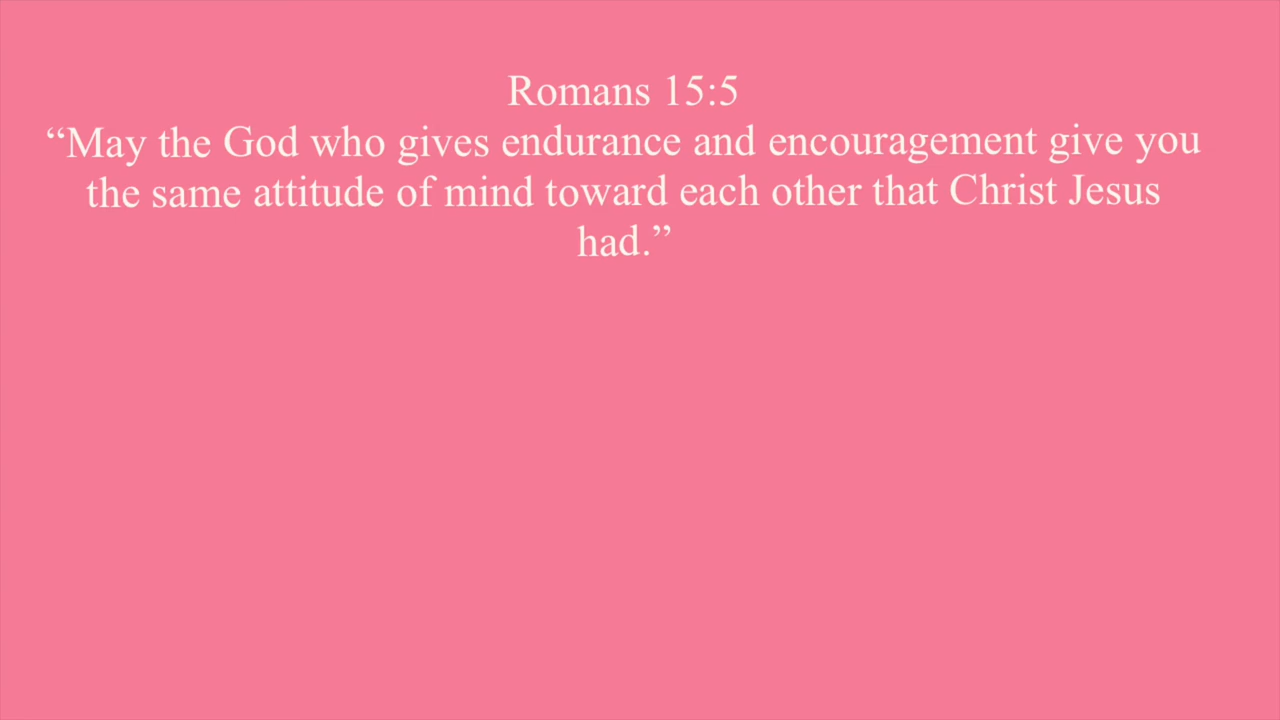 Romans 15:5
“May the God who gives endurance and encouragement give you
the same attitude of mind toward each other that Christ Jesus
had.”